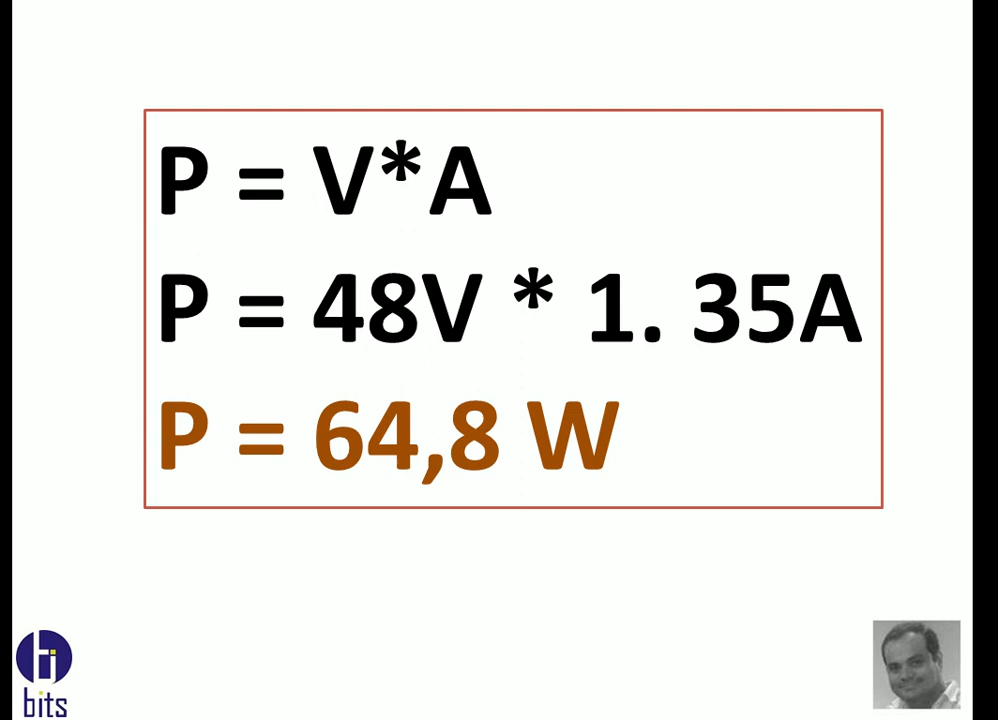 P = V*A
P = 48V * 1. 35A
P = 64,8 W
bits